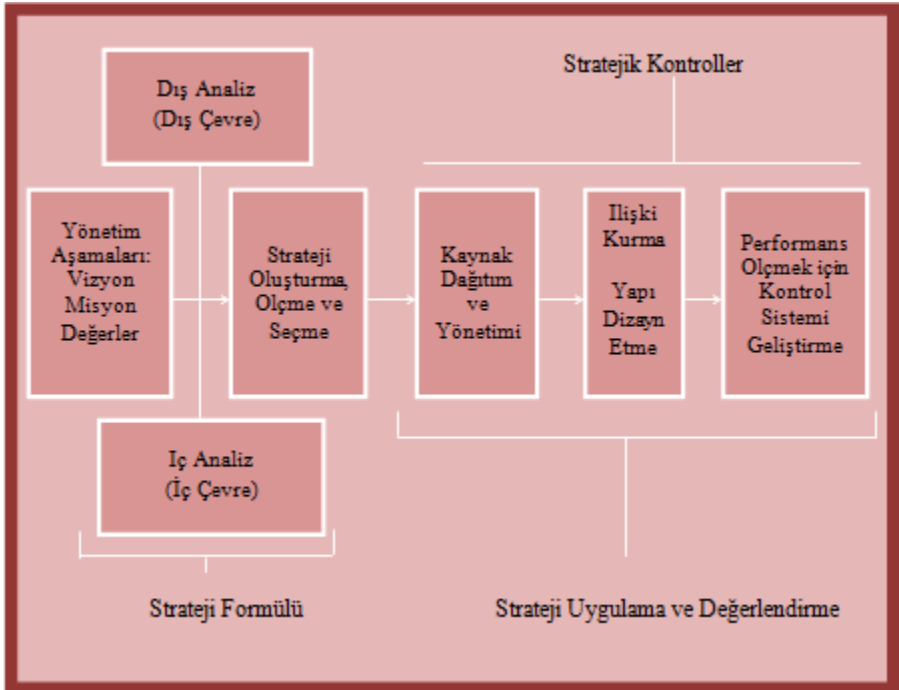 Stratejik Kontroller
Dış Analiz
(Dış Çevre)
Yönetim
Aşamaları:
Vizyon
Misyon
Değerler
Strateji
Oluşturma,
Olçme ve
Seçme
Kaynak
Dağıtım
ve
Yönetimi
Ilişki
Kurma
Yapı
Dizayn
Etme
Performans
Olçmek için
Kontrol
Sistemi
Geliştirme
Iç Analiz
(İç Çevre)
Strateji Formülü
Strateji Uygulama ve Değerlendirme